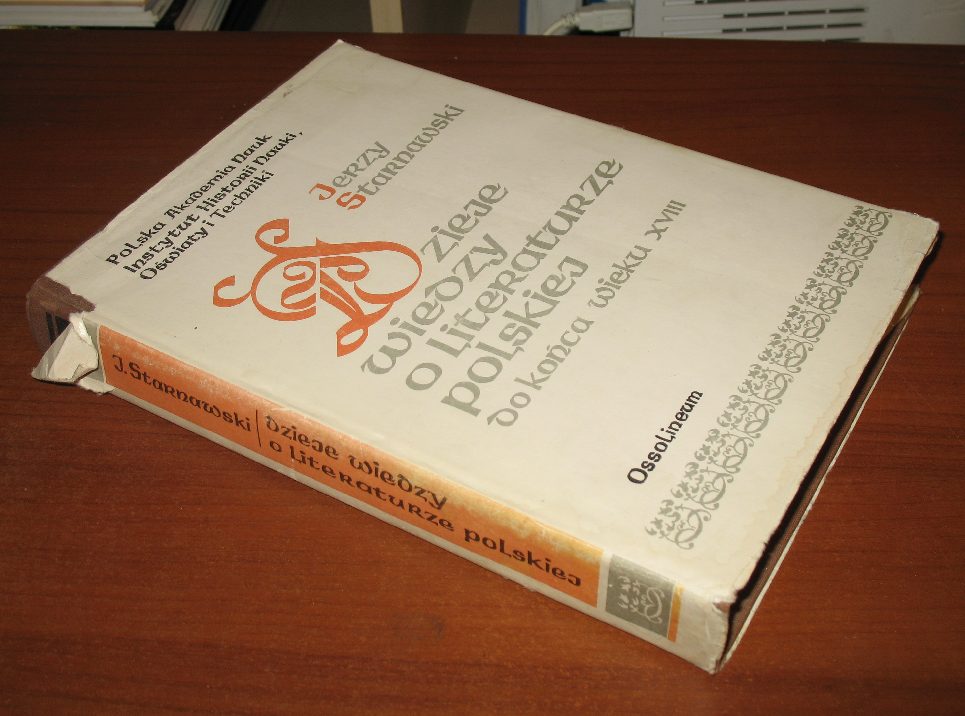 Polska Akademia Nauk
Instytut Historii Nauki,
Oświaty i Techniki
Jerzy
Starnawski
Dzieje
wiedzy
o literaturze
polskiej
do końca wieku XVIII
Ossolineum
J. Starnawski
dzieje wiedzy
o literaturze polskiej